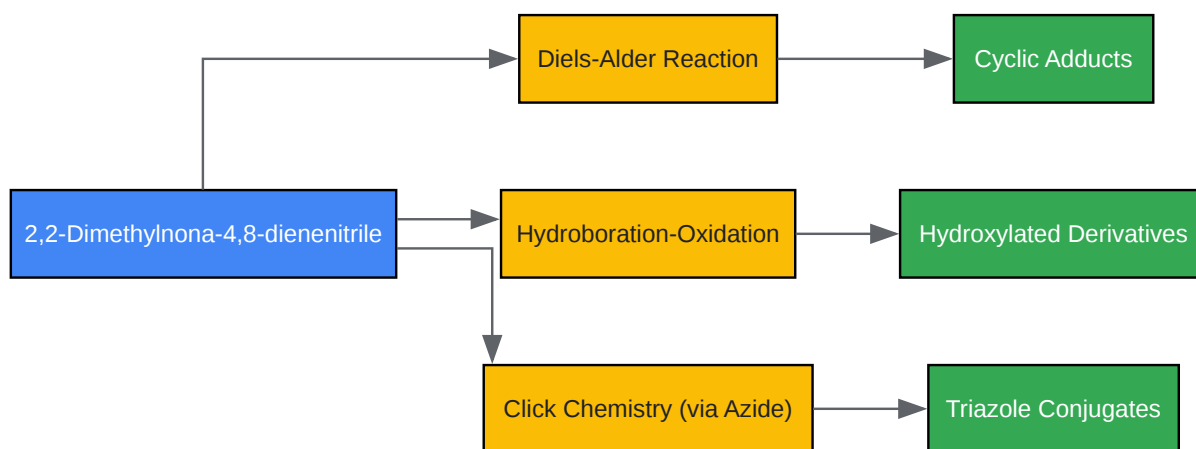 Diels-Alder Reaction
Cyclic Adducts
2,2-Dimethylnona-4,8-dienenitrile
Hydroboration-Oxidation
Hydroxylated Derivatives
Click Chemistry (via Azide)
Triazole Conjugates